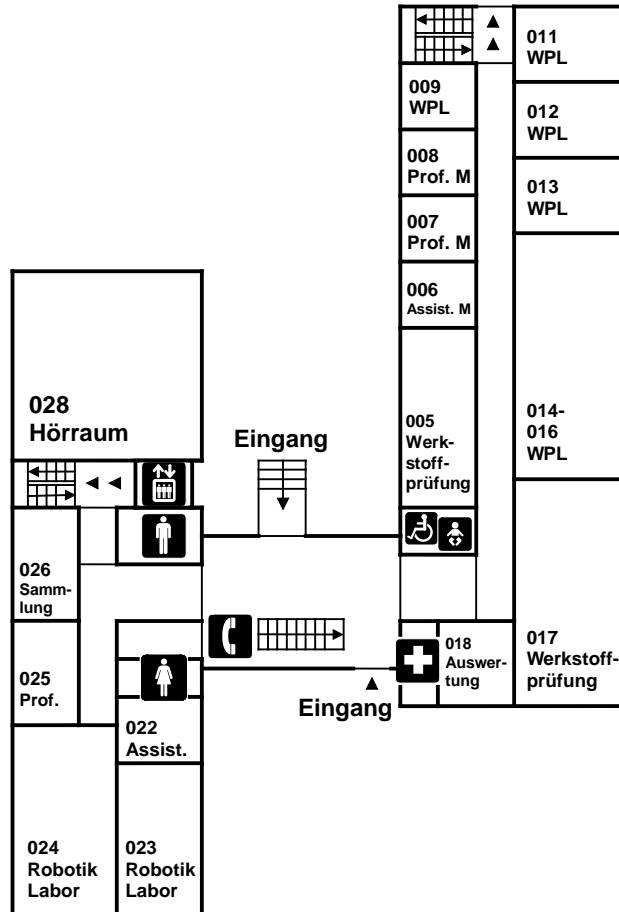 011
WPL
009
WPL
012
WPL
008
Prof. M
013
WPL
007
Prof. M
006
Assist. M
028
Hörraum
005
Werk-
stoff-
prüfung
014-
016
WPL
Eingang
026
Samm-
lung
025
Prof.
018
Auswer-
tung
017
Werkstoff-
prüfung
Eingang
022
Assist.
024
Robotik
Labor
023
Robotik
Labor